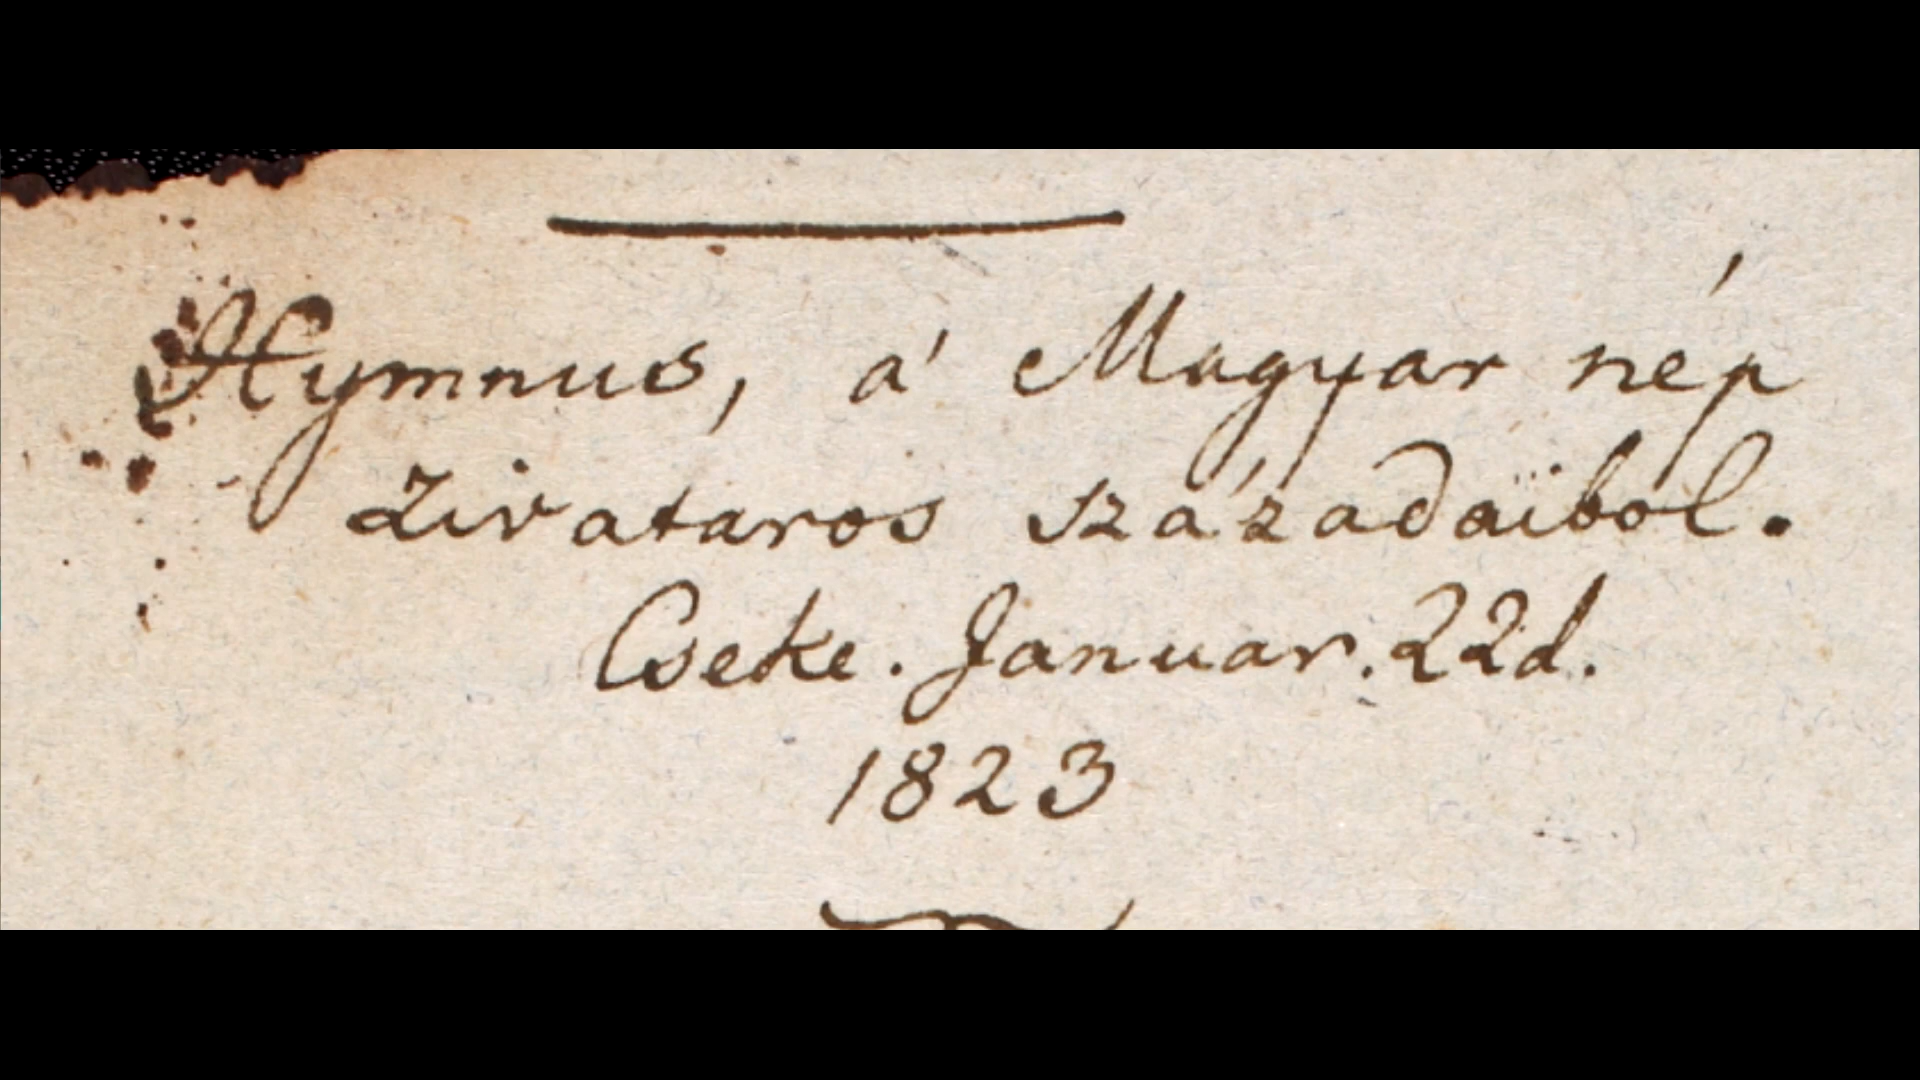 Hymnus, a' Magyar nép
zivataros századaiból.
Cseke. Januar. 22d.
1823